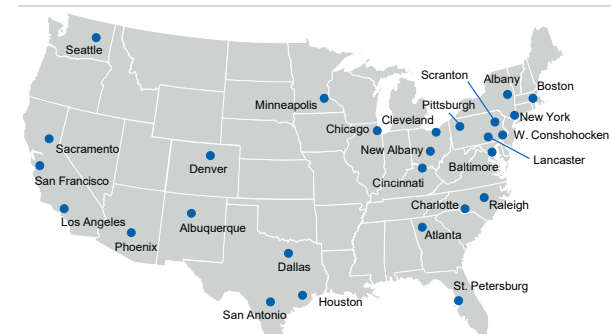 Seattle
Scranton
Albany
Boston
Minneapolis
Pittsburgh
Cleveland
New York
Chicago
W. Conshohocken
Sacramento
New Albany
Lancaster
Denver
Baltimore
San Francisco
Cincinnati
Charlotte
Raleigh
Los Angeles
Albuquerque
Atlanta
Phoenix
Dallas
St. Petersburg
Houston
San Antonio